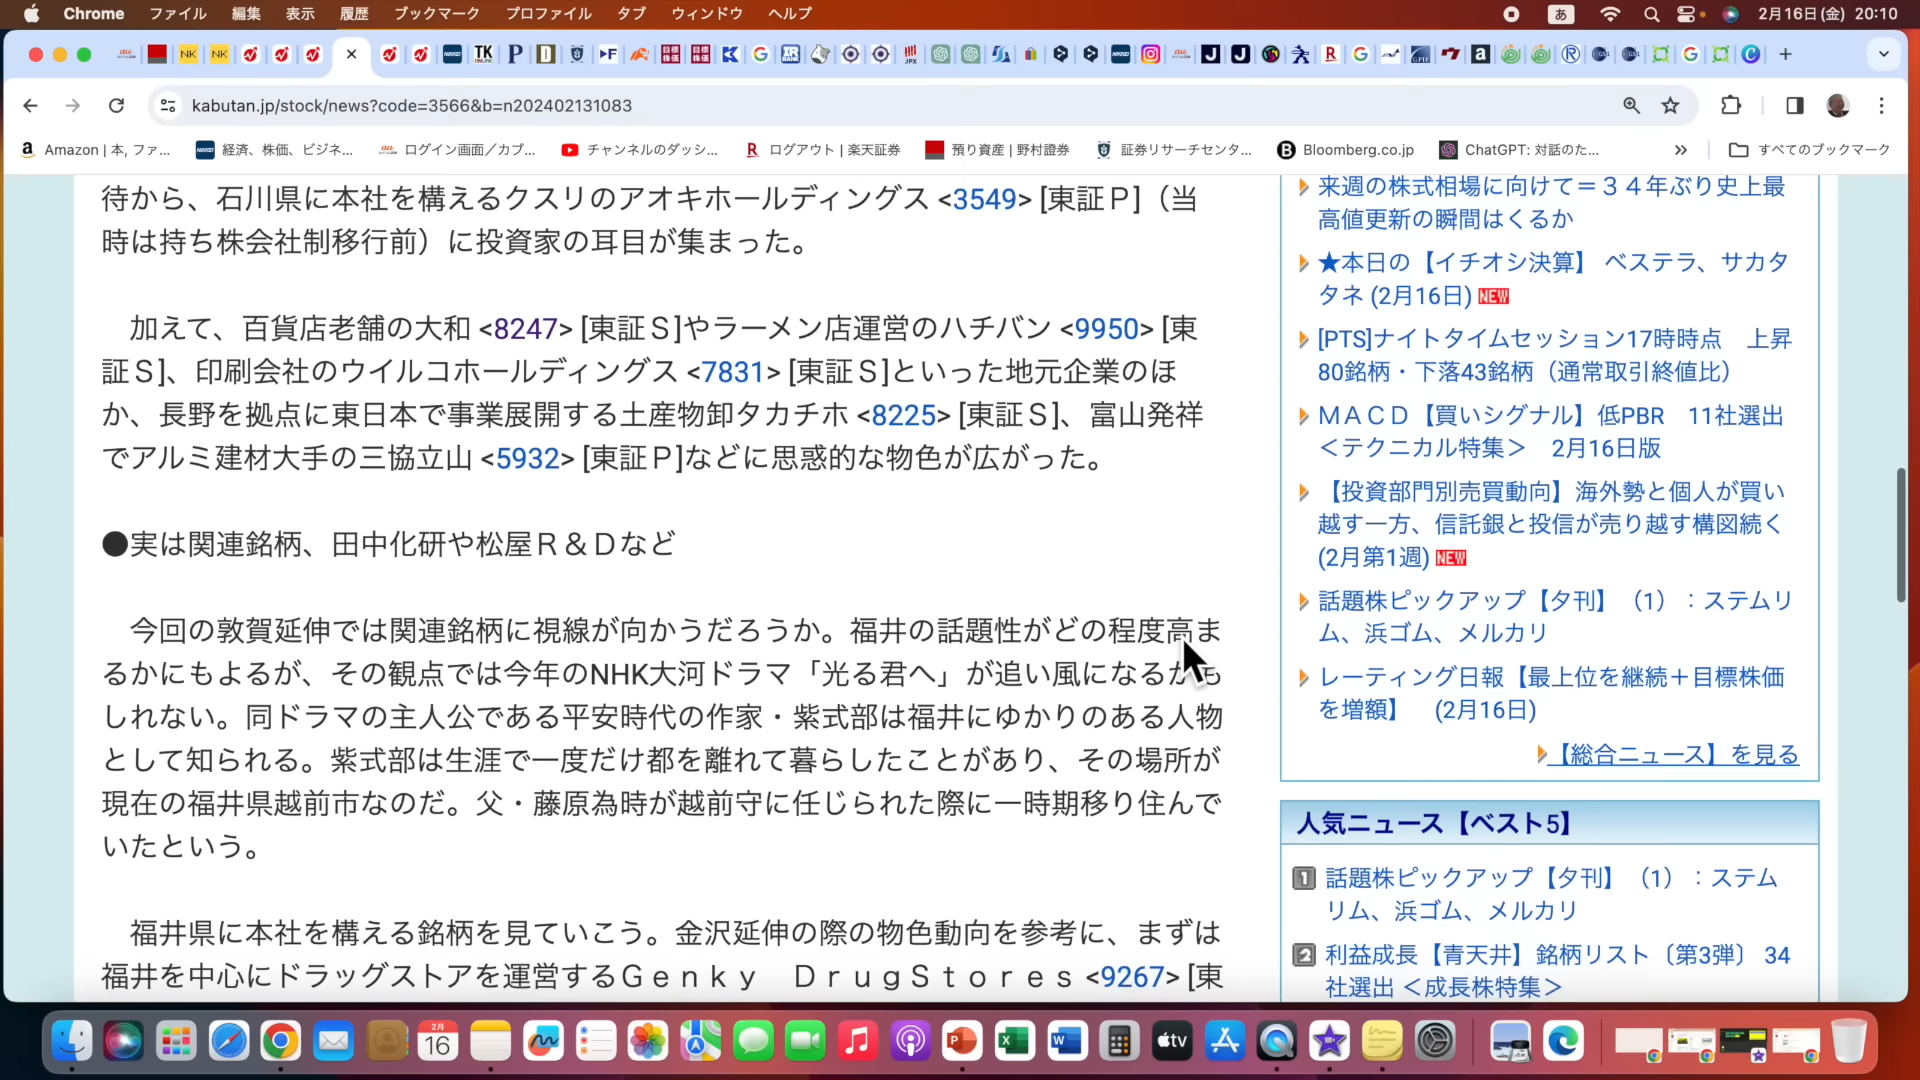 Chrome ファイル 編集 表示 履歴 ブックマーク プロファイル タブ ウィンドウ ヘルプ
あ 2月16日(金) 20:10
kabutan.jp/stock/news?code=3566&b=n202402131083
Amazon | 本, ファ... 経済、株価、ビジネ... ログイン画面／カブ... チャンネルのダッシ... ログアウト | 楽天証券 預り資産 | 野村證券 証券リサーチセンタ... Bloomberg.co.jp ChatGPT: 対話のた... » すべてのブックマーク
待から、石川県に本社を構えるクスリのアオキホールディングス <3549> [東証Ｐ]（当
時は持ち株会社制移行前）に投資家の耳目が集まった。
加えて、百貨店老舗の大和 <8247> [東証Ｓ]やラーメン店運営のハチバン <9950> [東
証Ｓ]、印刷会社のウイルコホールディングス <7831> [東証Ｓ]といった地元企業のほ
か、長野を拠点に東日本で事業展開する土産物卸タカチホ <8225> [東証Ｓ]、富山発祥
でアルミ建材大手の三協立山 <5932> [東証Ｐ]などに思惑的な物色が広がった。
●実は関連銘柄、田中化研や松屋Ｒ＆Ｄなど
今回の敦賀延伸では関連銘柄に視線が向かうだろうか。福井の話題性がどの程度高ま
るかにもよるが、その観点では今年のNHK大河ドラマ「光る君へ」が追い風になるかも
しれない。同ドラマの主人公である平安時代の作家・紫式部は福井にゆかりのある人物
として知られる。紫式部は生涯で一度だけ都を離れて暮らしたことがあり、その場所が
現在の福井県越前市なのだ。父・藤原為時が越前守に任じられた際に一時期移り住んで
いたという。
福井県に本社を構える銘柄を見ていこう。金沢延伸の際の物色動向を参考に、まずは
福井を中心にドラッグストアを運営するＧｅｎｋｙ　ＤｒｕｇＳｔｏｒｅｓ <9267> [東
来週の株式相場に向けて＝３４年ぶり史上最
高値更新の瞬間はくるか
★本日の【イチオシ決算】 ベステラ、サカタ
タネ (2月16日) NEW
[PTS]ナイトタイムセッション17時時点　上昇
80銘柄・下落43銘柄（通常取引終値比）
ＭＡＣＤ【買いシグナル】低PBR　11社選出
＜テクニカル特集＞　2月16日版
【投資部門別売買動向】海外勢と個人が買い
越す一方、信託銀と投信が売り越す構図続く
(2月第1週) NEW
話題株ピックアップ【夕刊】（1）：ステムリ
ム、浜ゴム、メルカリ
レーティング日報【最上位を継続＋目標株価
を増額】　(2月16日)
【総合ニュース】を見る
人気ニュース【ベスト5】
1 話題株ピックアップ【夕刊】（1）：ステム
リム、浜ゴム、メルカリ
2 利益成長【青天井】銘柄リスト〔第3弾〕 34
社選出 ＜成長株特集＞
2月
16
tv